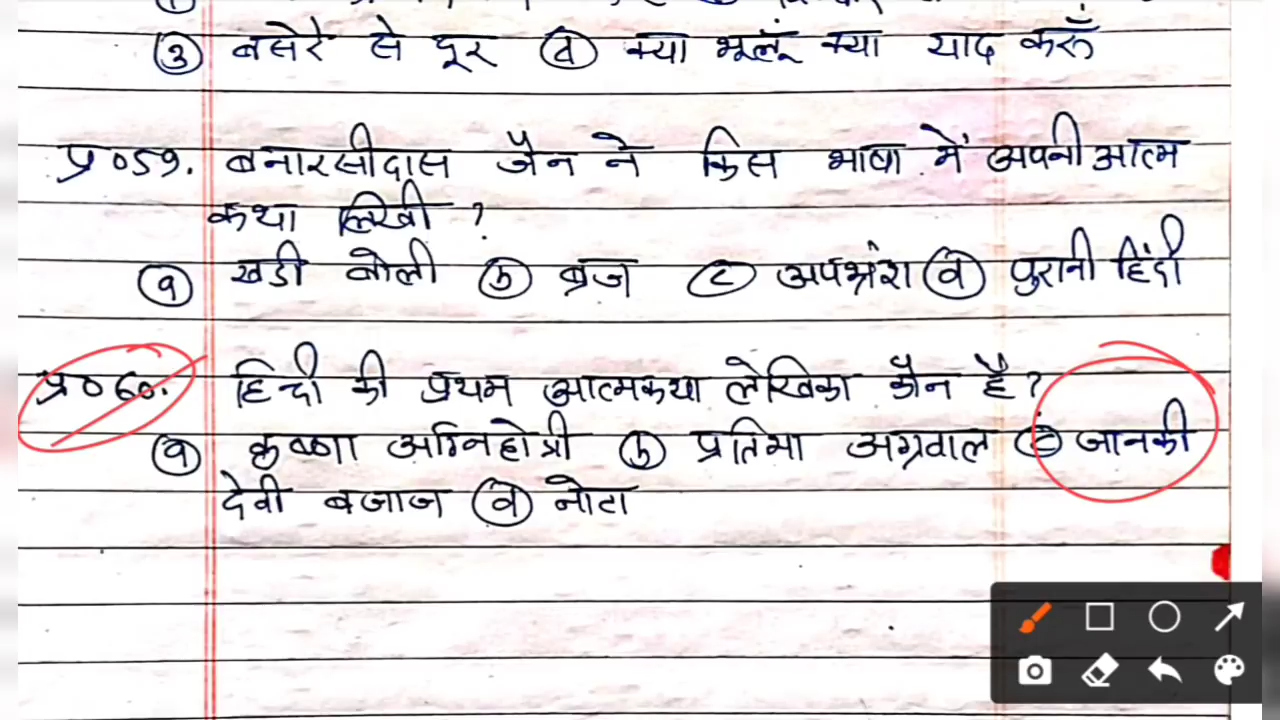 ③ बसेरे से दूर ⓓ क्या भूलूं क्या याद करूँ
प्र०59. बनारसीदास जैन ने किस भाषा में अपनी आत्म
कथा लिखी ?
ⓐ खडी बोली ⓑ ब्रज ⓒ अपभ्रंश ⓓ पुरानी हिंदी
प्र०60. हिन्दी की प्रथम आत्मकथा लेखिका कौन है?
ⓐ कृष्णा अग्निहोत्री ⓑ प्रतिमा अग्रवाल ⓒ जानकी
देवी बजाज ⓓ नोटा